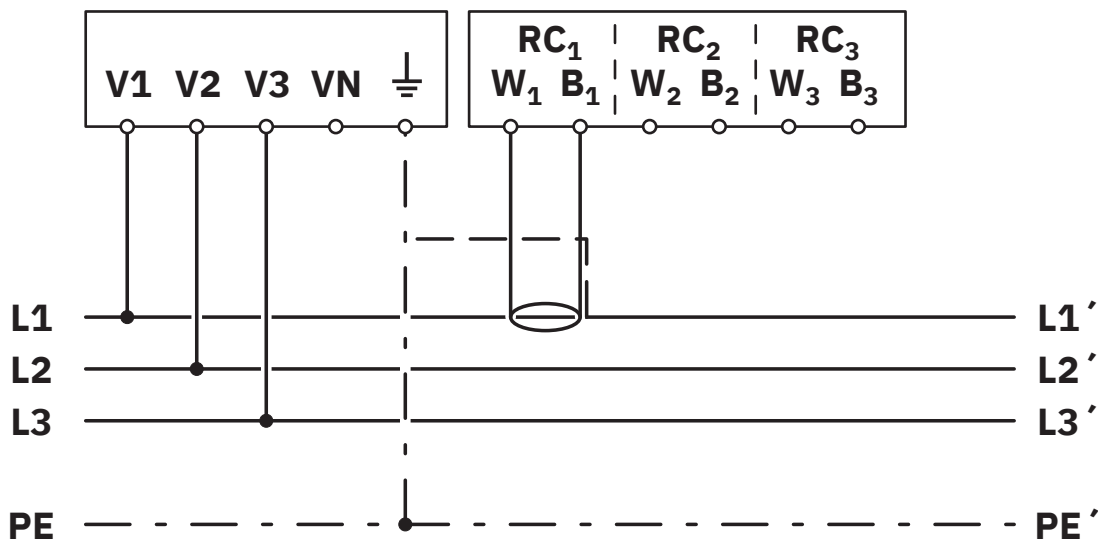 RC₁ RC₂ RC₃
V1 V2 V3 VN W₁ B₁ W₂ B₂ W₃ B₃
L1 L1′
L2 L2′
L3 L3′
PE PE′